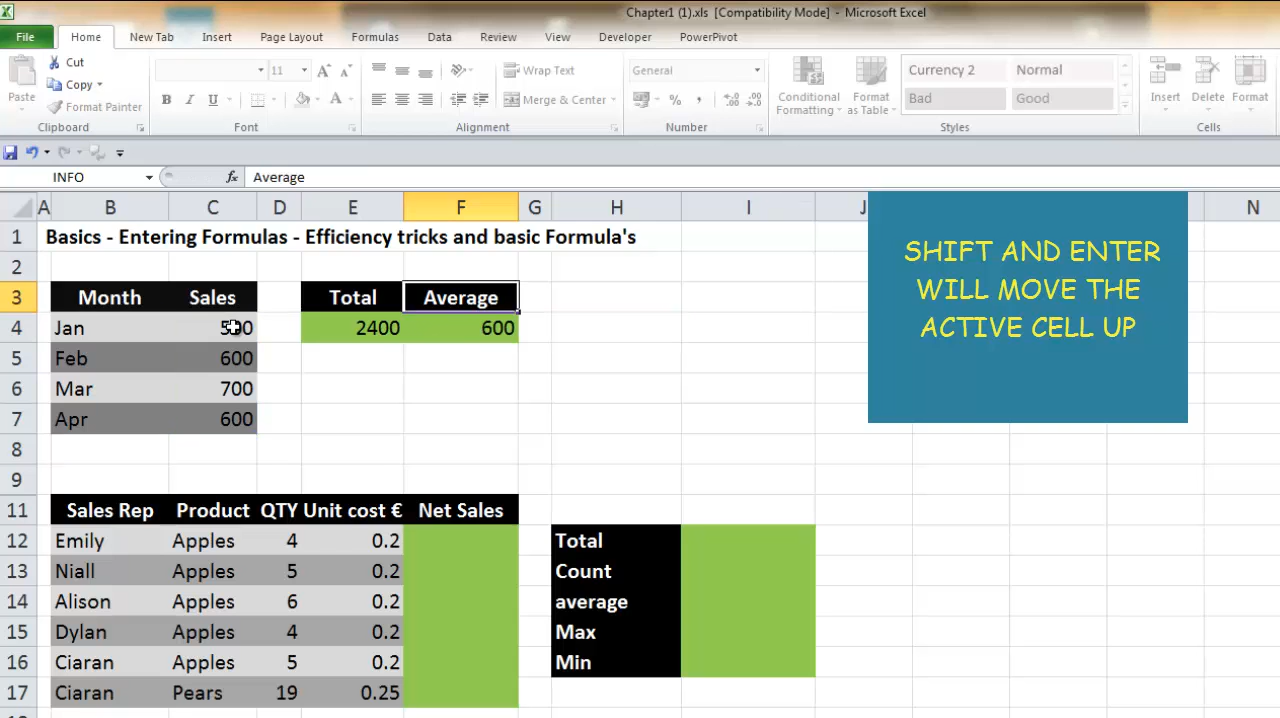 Chapter1 (1).xls [Compatibility Mode] - Microsoft Excel
File Home New Tab Insert Page Layout Formulas Data Review View Developer PowerPivot
Cut
Copy
Format Painter
Paste
Clipboard
11
B I U
Font
Wrap Text
Merge & Center
Alignment
General
Number
Conditional Formatting
Format as Table
Currency 2 Normal
Bad Good
Styles
Insert Delete Format
Cells
INFO fx Average
A B C D E F G H I J N
1 Basics - Entering Formulas - Efficiency tricks and basic Formula's
2
3 Month Sales Total Average
4 Jan 500 2400 600
5 Feb 600
6 Mar 700
7 Apr 600
8
9
11 Sales Rep Product QTY Unit cost € Net Sales
12 Emily Apples 4 0.2 Total
13 Niall Apples 5 0.2 Count
14 Alison Apples 6 0.2 average
15 Dylan Apples 4 0.2 Max
16 Ciaran Apples 5 0.2 Min
17 Ciaran Pears 19 0.25
SHIFT AND ENTER
WILL MOVE THE
ACTIVE CELL UP